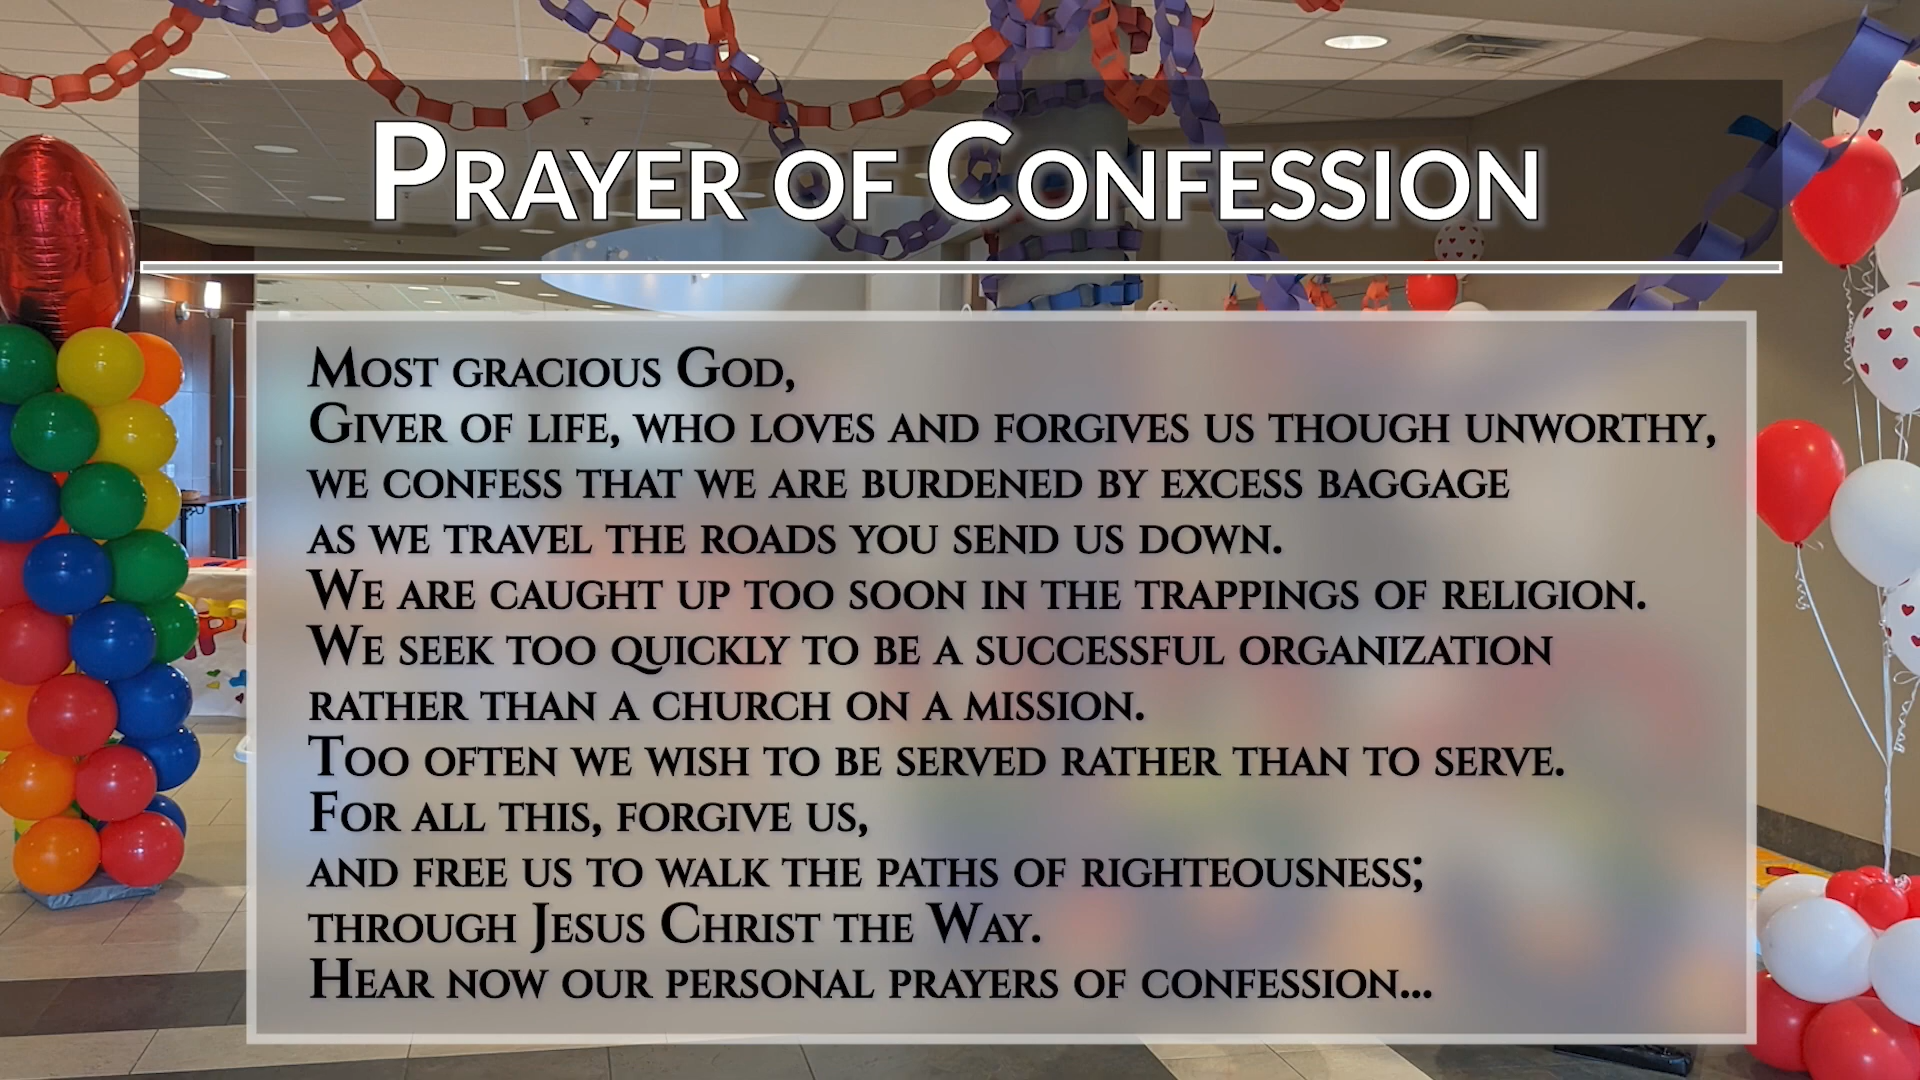 Prayer of Confession
Most gracious God,
Giver of life, who loves and forgives us though unworthy,
we confess that we are burdened by excess baggage
as we travel the roads you send us down.
We are caught up too soon in the trappings of religion.
We seek too quickly to be a successful organization
rather than a church on a mission.
Too often we wish to be served rather than to serve.
For all this, forgive us,
and free us to walk the paths of righteousness;
through Jesus Christ the Way.
Hear now our personal prayers of confession...